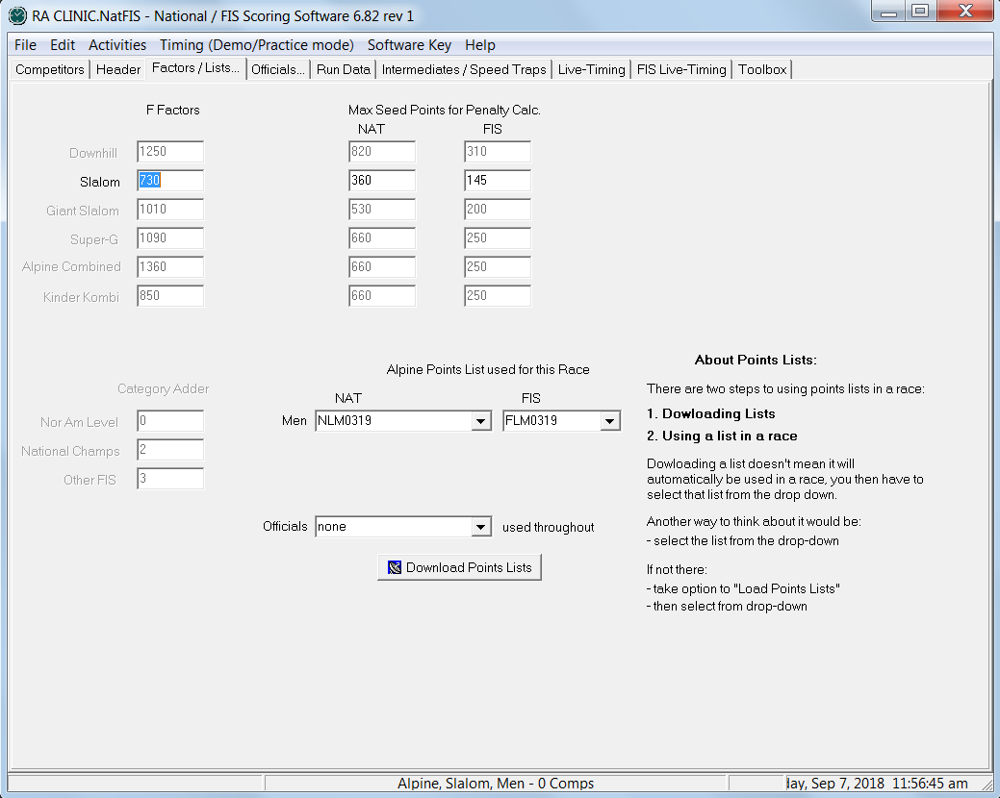 RA CLINIC.NatFIS - National / FIS Scoring Software 6.82 rev 1
File Edit Activities Timing (Demo/Practice mode) Software Key Help
Competitors Header Factors / Lists... Officials... Run Data Intermediates / Speed Traps Live-Timing FIS Live-Timing Toolbox
F Factors
Max Seed Points for Penalty Calc.
NAT FIS
Downhill 1250 820 310
Slalom 730 360 145
Giant Slalom 1010 530 200
Super-G 1090 660 250
Alpine Combined 1360 660 250
Kinder Kombi 850 660 250
Category Adder
Nor Am Level 0
National Champs 2
Other FIS 3
Alpine Points List used for this Race
NAT FIS
Men NLM0319 FLM0319
Officials none used throughout
Download Points Lists
About Points Lists:
There are two steps to using points lists in a race:
1. Dowloading Lists
2. Using a list in a race
Dowloading a list doesn't mean it will
automatically be used in a race, you then have to
select that list from the drop down.
Another way to think about it would be:
- select the list from the drop-down
If not there:
- take option to "Load Points Lists"
- then select from drop-down
Alpine, Slalom, Men - 0 Comps
lay, Sep 7, 2018 11:56:45 am